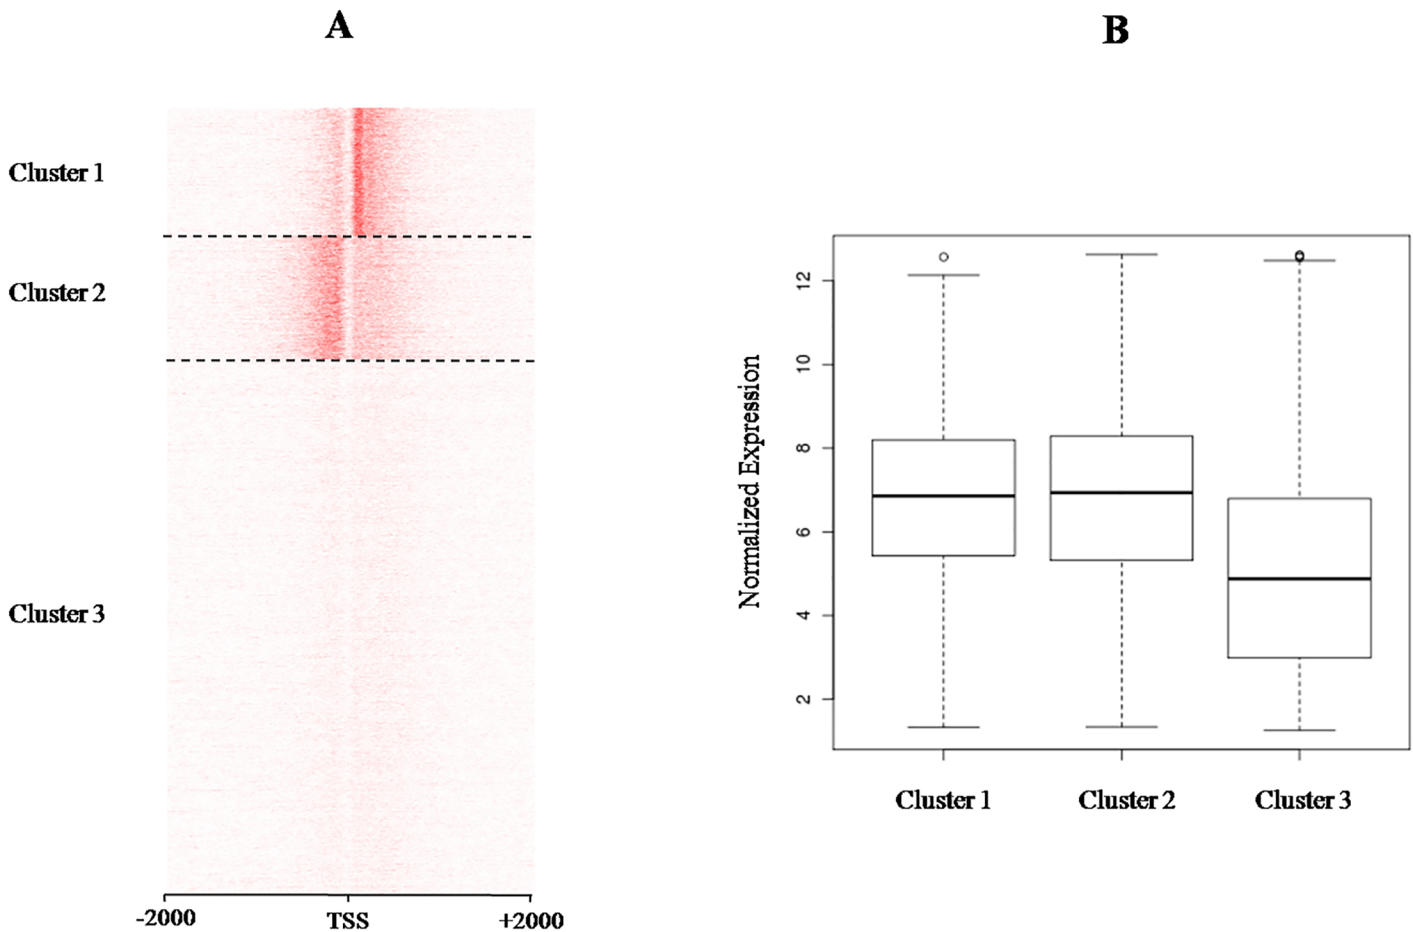 A
Cluster 1
Cluster 2
Cluster 3
-2000 TSS +2000
B
Normalized Expression
12
10
8
6
4
2
Cluster 1 Cluster 2 Cluster 3